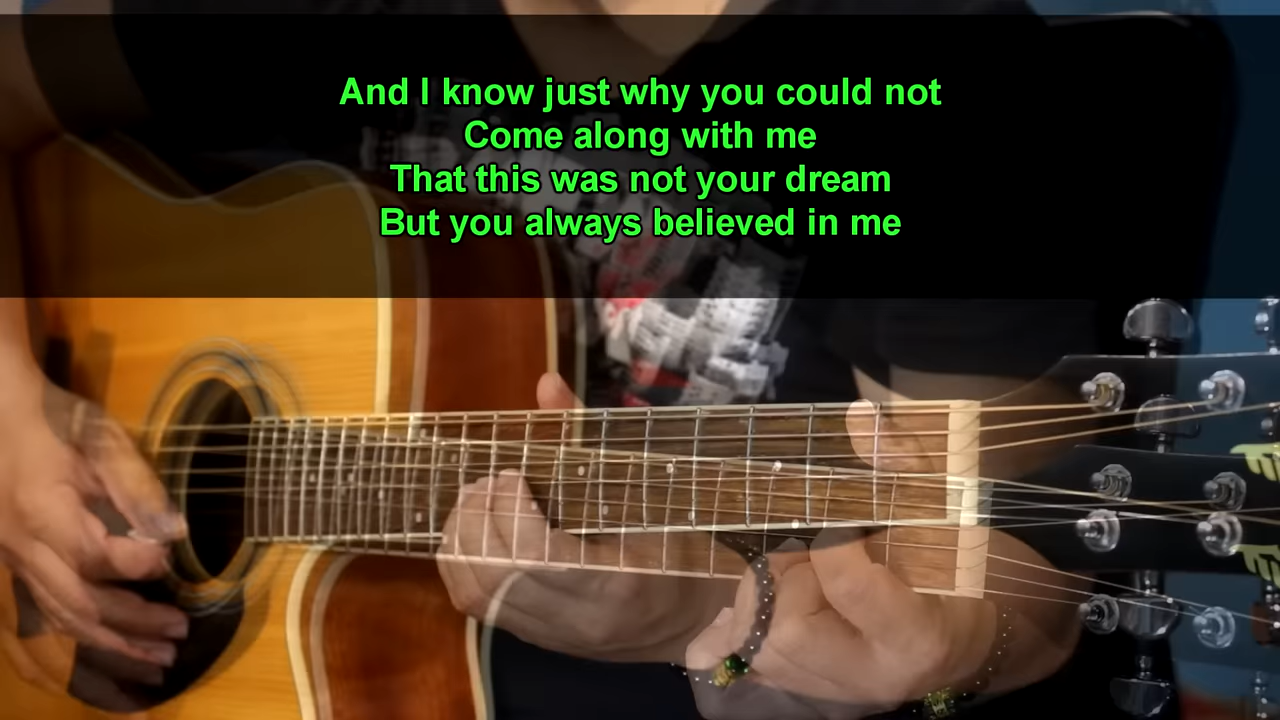 And I know just why you could not
Come along with me
That this was not your dream
But you always believed in me